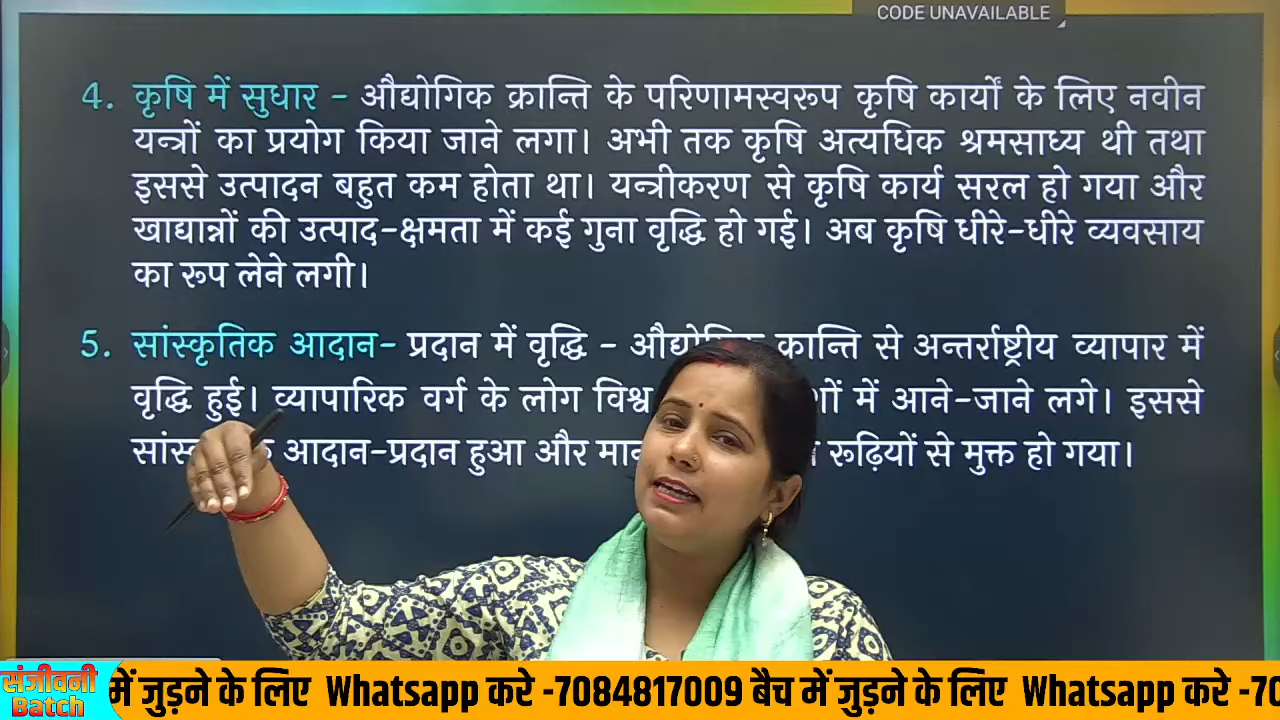 CODE UNAVAILABLE
4. कृषि में सुधार - औद्योगिक क्रान्ति के परिणामस्वरूप कृषि कार्यों के लिए नवीन
यन्त्रों का प्रयोग किया जाने लगा। अभी तक कृषि अत्यधिक श्रमसाध्य थी तथा
इससे उत्पादन बहुत कम होता था। यन्त्रीकरण से कृषि कार्य सरल हो गया और
खाद्यान्नों की उत्पाद-क्षमता में कई गुना वृद्धि हो गई। अब कृषि धीरे-धीरे व्यवसाय
का रूप लेने लगी।
5. सांस्कृतिक आदान- प्रदान में वृद्धि - क्रान्ति से अन्तर्राष्ट्रीय व्यापार में
वृद्धि हुई। व्यापारिक वर्ग के लोग विश्व में आने-जाने लगे। इससे
आदान-प्रदान हुआ और रूढ़ियों से मुक्त हो गया।
संजीवनी
Batch
में जुड़ने के लिए Whatsapp करे -7084817009 बैच में जुड़ने के लिए Whatsapp करे -70